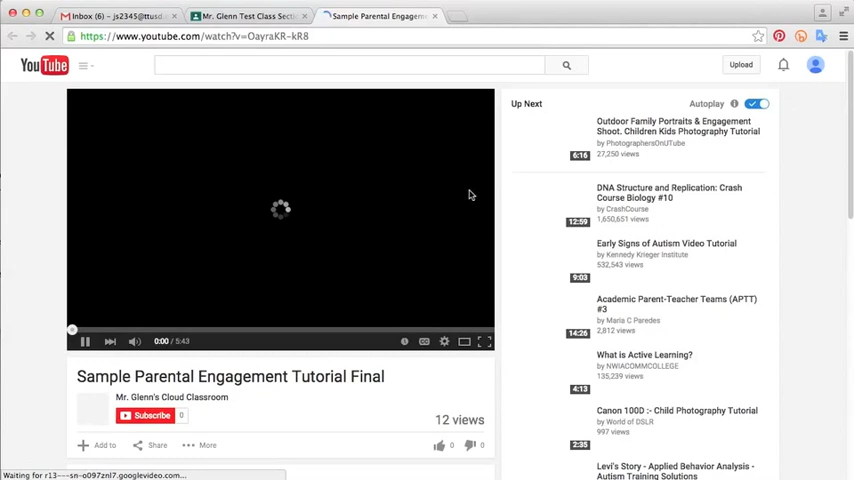 Inbox (6) - js2345@ttusd
Mr. Glenn Test Class Secti
Sample Parental Engagem
https://www.youtube.com/watch?v=OayraKR-kR8
YouTube
Upload
0:00 / 5:43
CC
Sample Parental Engagement Tutorial Final
Mr. Glenn's Cloud Classroom
Subscribe 0
12 views
Add to Share More 0 0
Up Next
Autoplay
Outdoor Family Portraits & Engagement
Shoot. Children Kids Photography Tutorial
by PhotographersOnUTube
27,250 views
6:16
DNA Structure and Replication: Crash
Course Biology #10
by CrashCourse
1,650,651 views
12:59
Early Signs of Autism Video Tutorial
by Kennedy Krieger Institute
532,543 views
9:03
Academic Parent-Teacher Teams (APTT)
#3
by Maria C Paredes
2,812 views
14:26
What is Active Learning?
by NWIACOMMCOLLEGE
135,239 views
4:13
Canon 100D :- Child Photography Tutorial
by World of DSLR
997 views
2:35
Levi's Story - Applied Behavior Analysis -
Autism Training Solutions
Waiting for r13---sn-o097znl7.googlevideo.com...